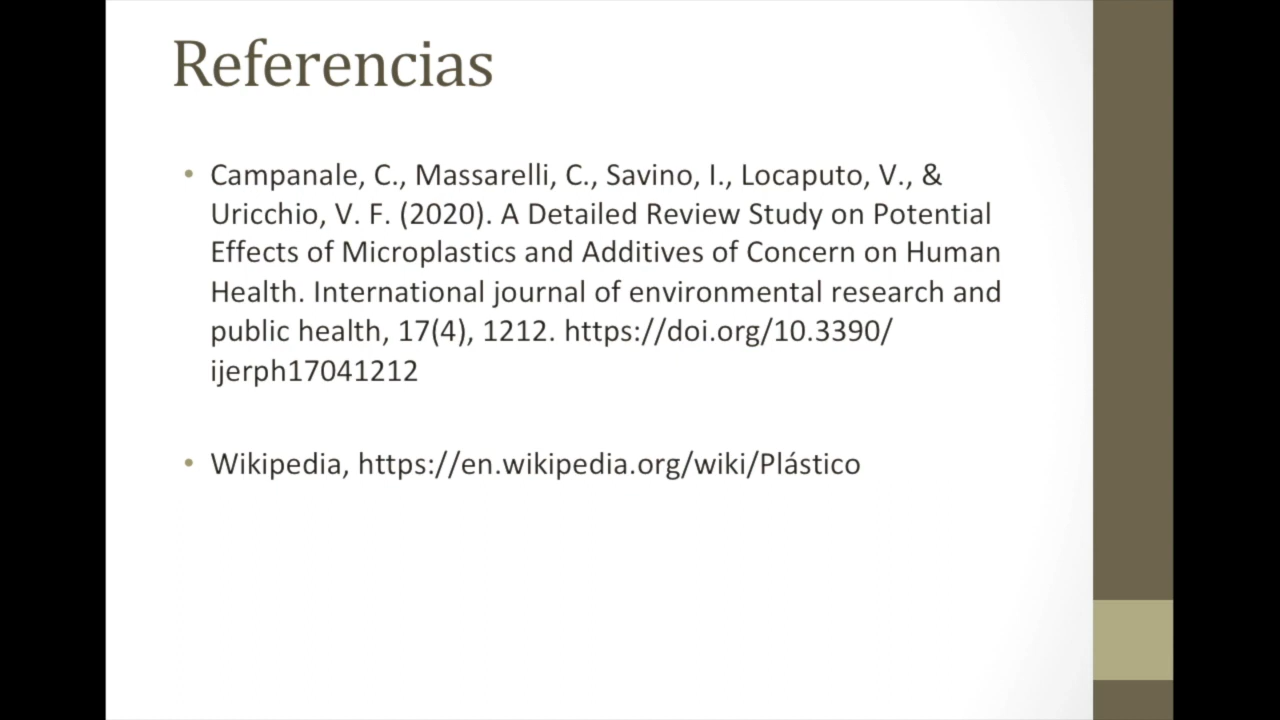 Referencias
• Campanale, C., Massarelli, C., Savino, I., Locaputo, V., &
Uricchio, V. F. (2020). A Detailed Review Study on Potential
Effects of Microplastics and Additives of Concern on Human
Health. International journal of environmental research and
public health, 17(4), 1212. https://doi.org/10.3390/
ijerph17041212
• Wikipedia, https://en.wikipedia.org/wiki/Plástico